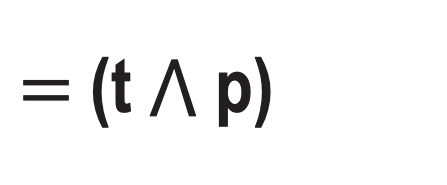 = (t ∧ p)